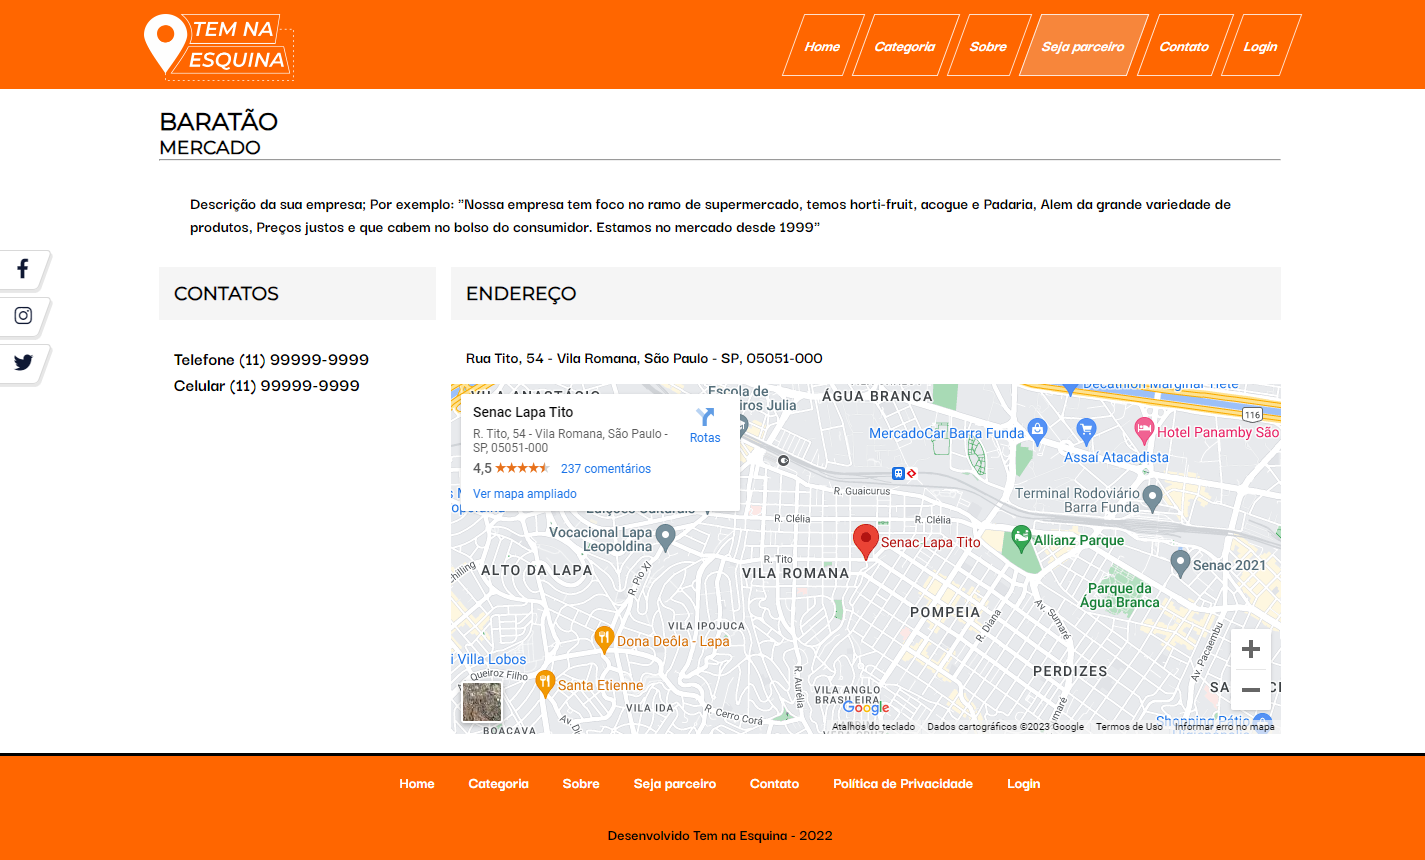 TEM NA
ESQUINA
Home
Categoria
Sobre
Seja parceiro
Contato
Login
BARATÃO
MERCADO
Descrição da sua empresa; Por exemplo: "Nossa empresa tem foco no ramo de supermercado, temos horti-fruit, acogue e Padaria, Alem da grande variedade de
produtos, Preços justos e que cabem no bolso do consumidor. Estamos no mercado desde 1999"
CONTATOS
Telefone (11) 99999-9999
Celular (11) 99999-9999
ENDEREÇO
Rua Tito, 54 - Vila Romana, São Paulo - SP, 05051-000
Senac Lapa Tito
R. Tito, 54 - Vila Romana, São Paulo -
SP, 05051-000
Rotas
4,5
237 comentários
Ver mapa ampliado
Escola de
Julia
ÁGUA BRANCA
Decathlon Marginal Tietê
116
MercadoCar Barra Funda
Assaí Atacadista
Hotel Panamby São
R. Guaicurus
Terminal Rodoviário
Barra Funda
R. Clélia
R. Clélia
Vocacional Lapa
Leopoldina
Senac Lapa Tito
Allianz Parque
R. Tito
ALTO DA LAPA
R. Pio XI
VILA ROMANA
Senac 2021
Parque da
Água Branca
POMPEIA
R. Diana
Av. Sumaré
Av. Pacaembu
VILA IPOJUCA
Dona Deôla - Lapa
Villa Lobos
Queiroz Filho
Santa Etienne
PERDIZES
R. Aurélia
VILA ANGLO
BRASILEIRA
VILA IDA
R. Cerro Corá
BOACAVA
Google
Atalhos do teclado
Dados cartográficos ©2023 Google
Termos de Uso
Informar erro no mapa
Home
Categoria
Sobre
Seja parceiro
Contato
Política de Privacidade
Login
Desenvolvido Tem na Esquina - 2022